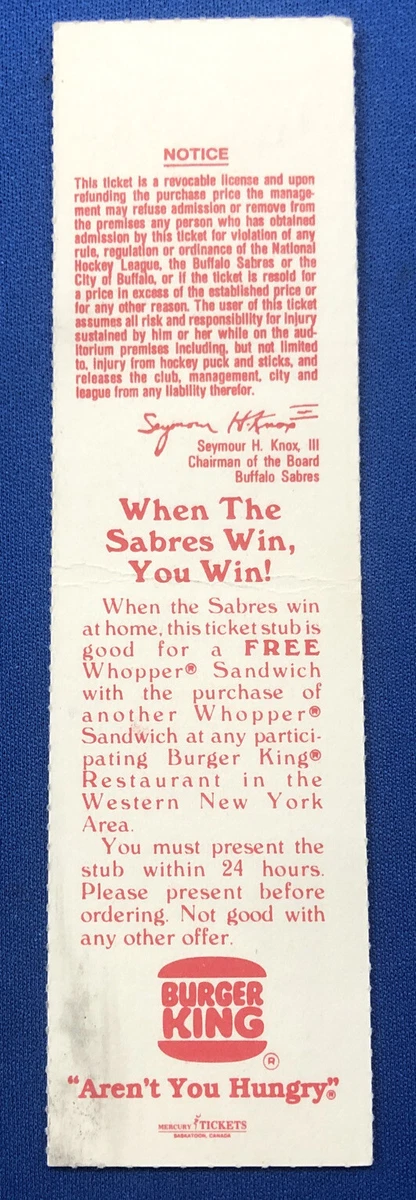 NOTICE
This ticket is a revocable license and upon
refunding the purchase price the manage-
ment may refuse admission or remove from
the premises any person who has obtained
admission by this ticket for violation of any
rule, regulation or ordinance of the National
Hockey League, the Buffalo Sabres or the
City of Buffalo, or if the ticket is resold for
a price in excess of the established price or
for any other reason. The user of this ticket
assumes all risk and responsibility for injury
sustained by him or her while on the aud-
itorium premises including, but not limited
to, injury from hockey puck and sticks, and
releases the club, management, city and
league from any liability therefor.
Seymour H. Knox III
Seymour H. Knox, III
Chairman of the Board
Buffalo Sabres
When The
Sabres Win,
You Win!
When the Sabres win
at home, this ticket stub is
good for a FREE
Whopper® Sandwich
with the purchase of
another Whopper®
Sandwich at any partici-
pating Burger King®
Restaurant in the
Western New York
Area.
You must present the
stub within 24 hours.
Please present before
ordering. Not good with
any other offer.
BURGER
KING
®
"Aren't You Hungry"®
MERCURY TICKETS
SASKATOON, CANADA